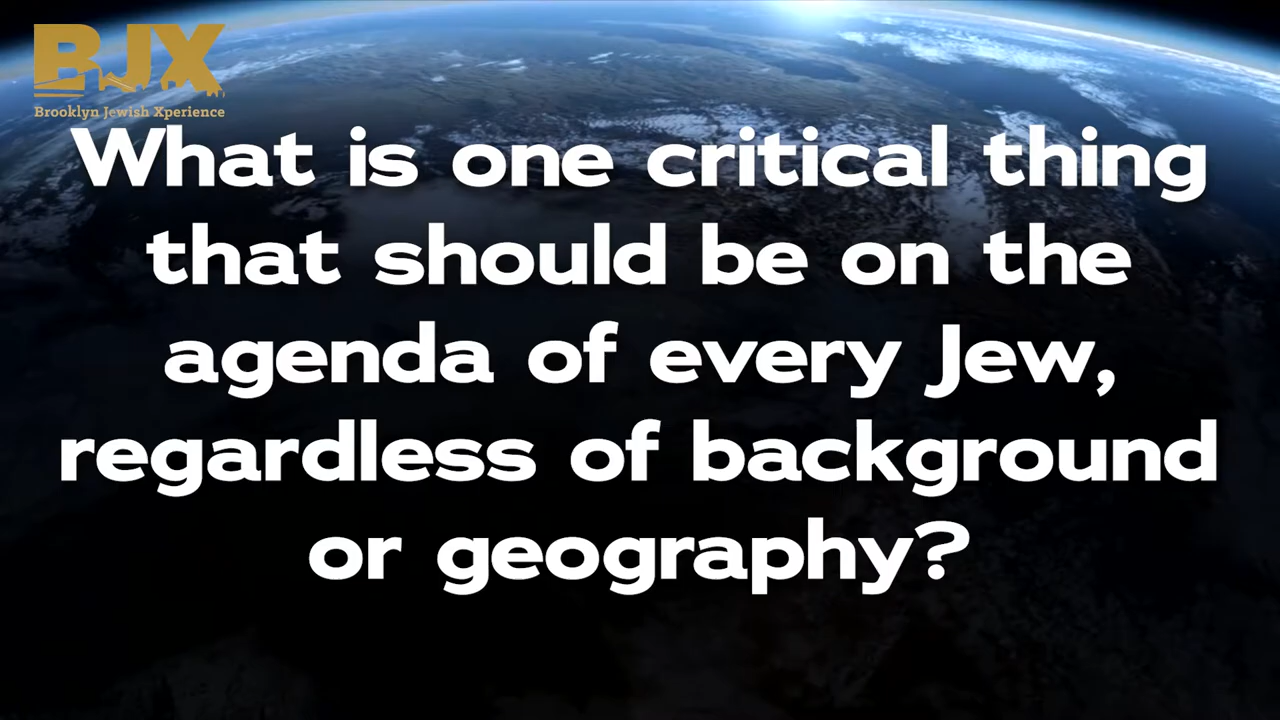 BJX
Brooklyn Jewish Xperience
What is one critical thing
that should be on the
agenda of every Jew,
regardless of background
or geography?